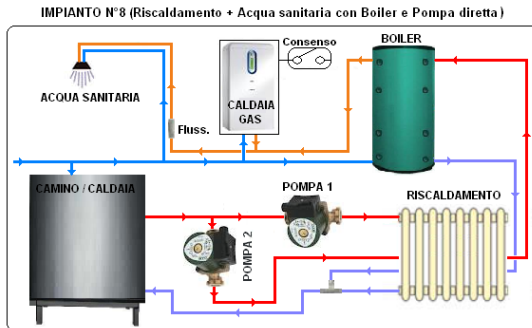 IMPIANTO N°8 (Riscaldamento + Acqua sanitaria con Boiler e Pompa diretta)
BOILER
Consenso
ACQUA SANITARIA
CALDAIA
GAS
Fluss.
CAMINO / CALDAIA
POMPA 1
RISCALDAMENTO
POMPA 2